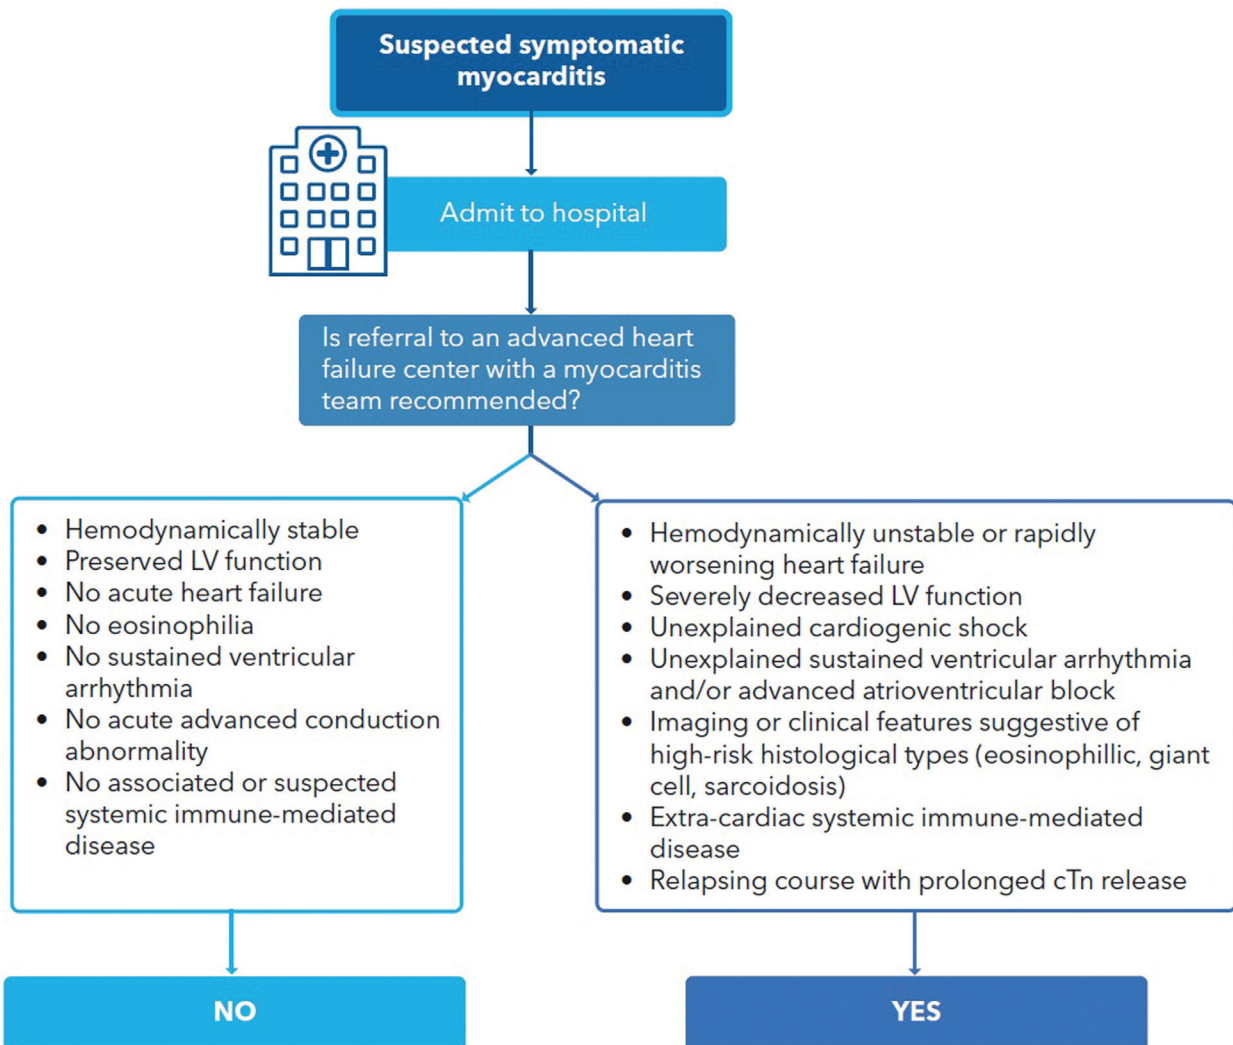 Suspected symptomatic
myocarditis
Admit to hospital
Is referral to an advanced heart
failure center with a myocarditis
team recommended?
• Hemodynamically stable
• Preserved LV function
• No acute heart failure
• No eosinophilia
• No sustained ventricular
arrhythmia
• No acute advanced conduction
abnormality
• No associated or suspected
systemic immune-mediated
disease
• Hemodynamically unstable or rapidly
worsening heart failure
• Severely decreased LV function
• Unexplained cardiogenic shock
• Unexplained sustained ventricular arrhythmia
and/or advanced atrioventricular block
• Imaging or clinical features suggestive of
high-risk histological types (eosinophillic, giant
cell, sarcoidosis)
• Extra-cardiac systemic immune-mediated
disease
• Relapsing course with prolonged cTn release
NO
YES